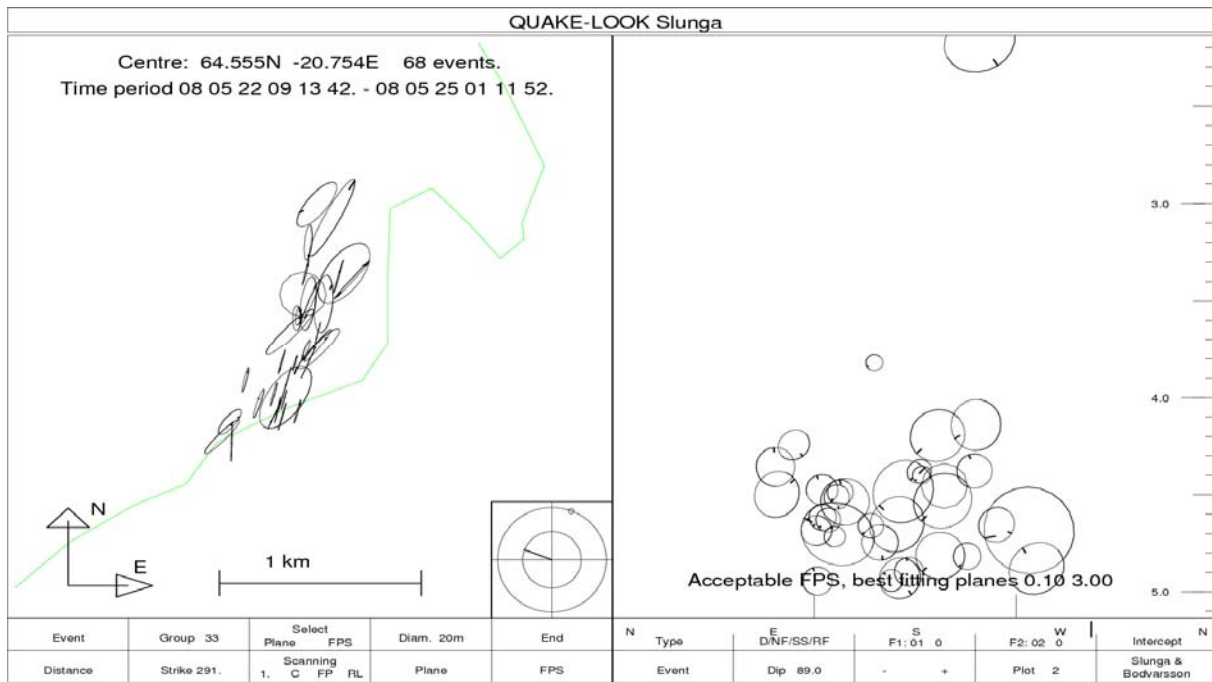 QUAKE-LOOK Slunga
Centre: 64.555N -20.754E 68 events.
Time period 08 05 22 09 13 42. - 08 05 25 01 11 52.
N
E
1 km
3.0
4.0
5.0
Acceptable FPS, best fitting planes 0.10 3.00
Event
Group 33
Select
Plane FPS
Diam. 20m
End
Distance
Strike 291.
Scanning
1. C FP RL
Plane
FPS
N E S W N
Type
D/NF/SS/RF
F1: 01 0
F2: 02 0
Intercept
Event
Dip 89.0
- +
Plot 2
Slunga &
Bodvarsson